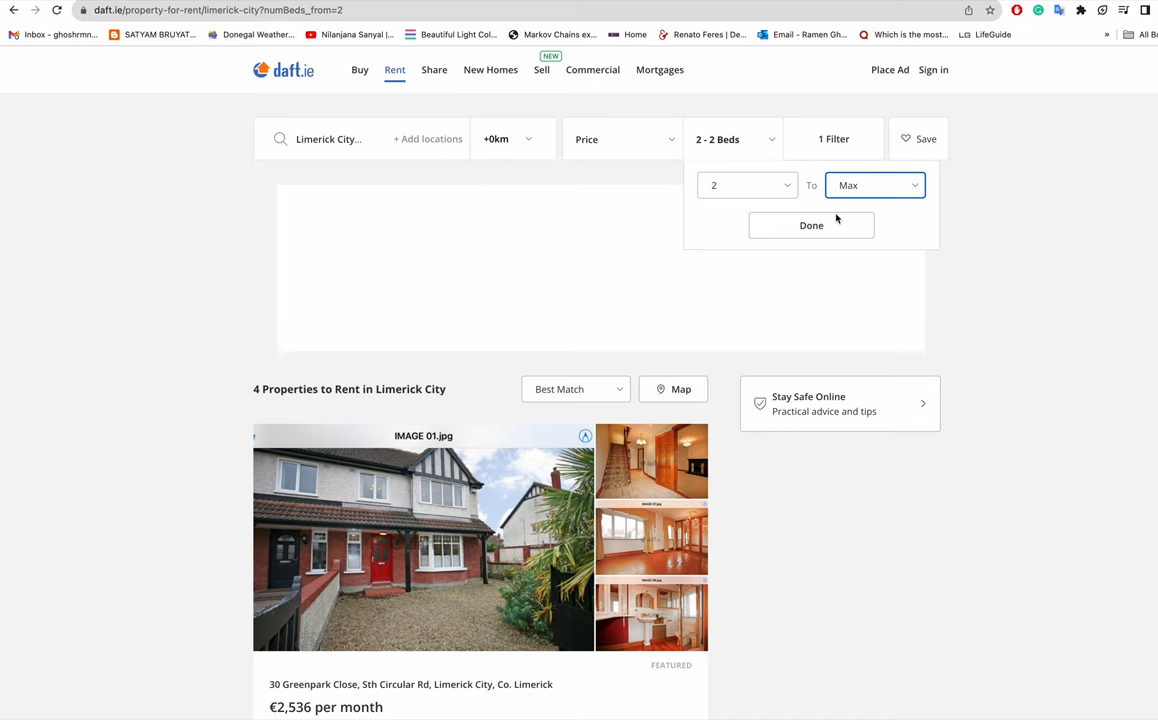 daft.ie/property-for-rent/limerick-city?numBeds_from=2
Inbox - ghoshrmn...
SATYAM BRUYAT...
Donegal Weather...
Nilanjana Sanyal |...
Beautiful Light Col...
Markov Chains ex...
Home
Renato Feres | De...
Email - Ramen Gh...
Which is the most...
LifeGuide
»
All Bo
daft.ie
Buy
Rent
Share
New Homes
NEW
Sell
Commercial
Mortgages
Place Ad
Sign in
Limerick City...
+ Add locations
+0km
Price
2 - 2 Beds
1 Filter
Save
2
To
Max
Done
4 Properties to Rent in Limerick City
Best Match
Map
Stay Safe Online
Practical advice and tips
IMAGE 01.jpg
FEATURED
30 Greenpark Close, Sth Circular Rd, Limerick City, Co. Limerick
€2,536 per month